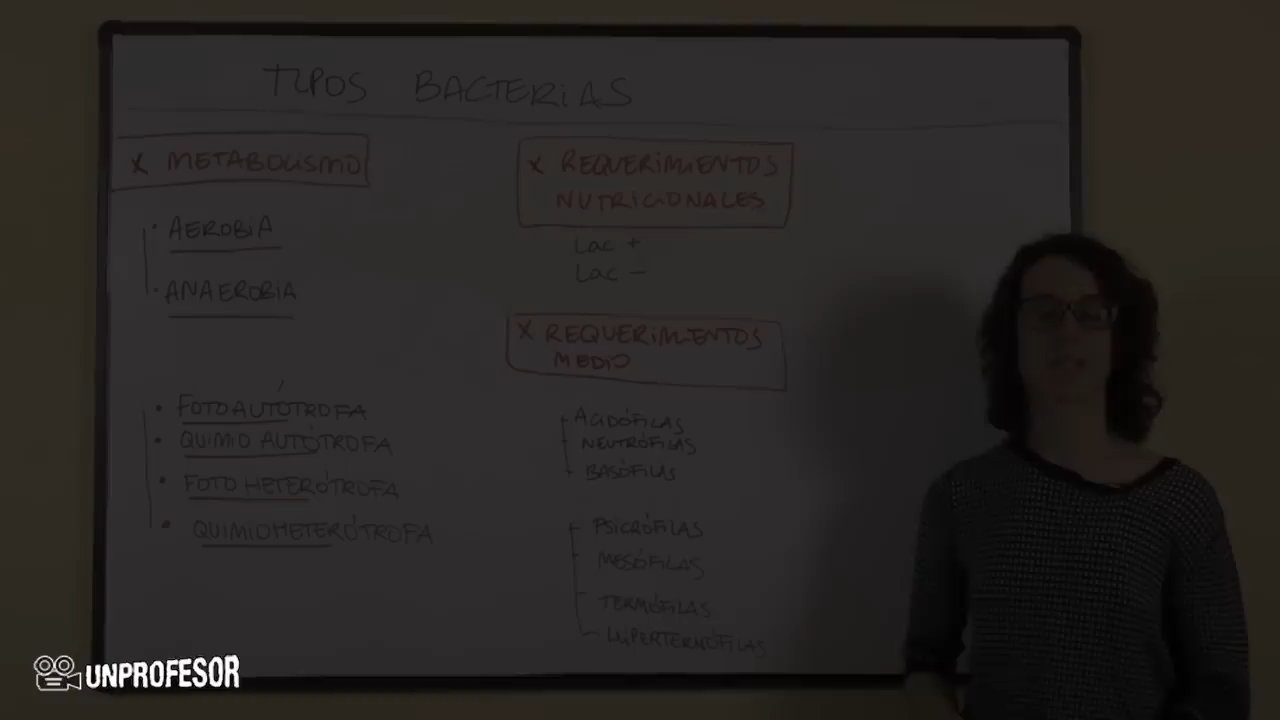 TIPOS BACTERIAS
x METABOLISMO
· AEROBIA
· ANAEROBIA
· FOTOAUTÓTROFA
· QUIMIO AUTÓTROFA
· FOTO HETERÓTROFA
· QUIMIOHETERÓTROFA
x REQUERIMIENTOS
NUTRICIONALES
Lac +
Lac -
x REQUERIMIENTOS
MEDIO
ACIDÓFILAS
NEUTRÓFILAS
BASÓFILAS
PSICRÓFILAS
MESÓFILAS
TERMÓFILAS
HIPERTERMÓFILAS
UNPROFESOR